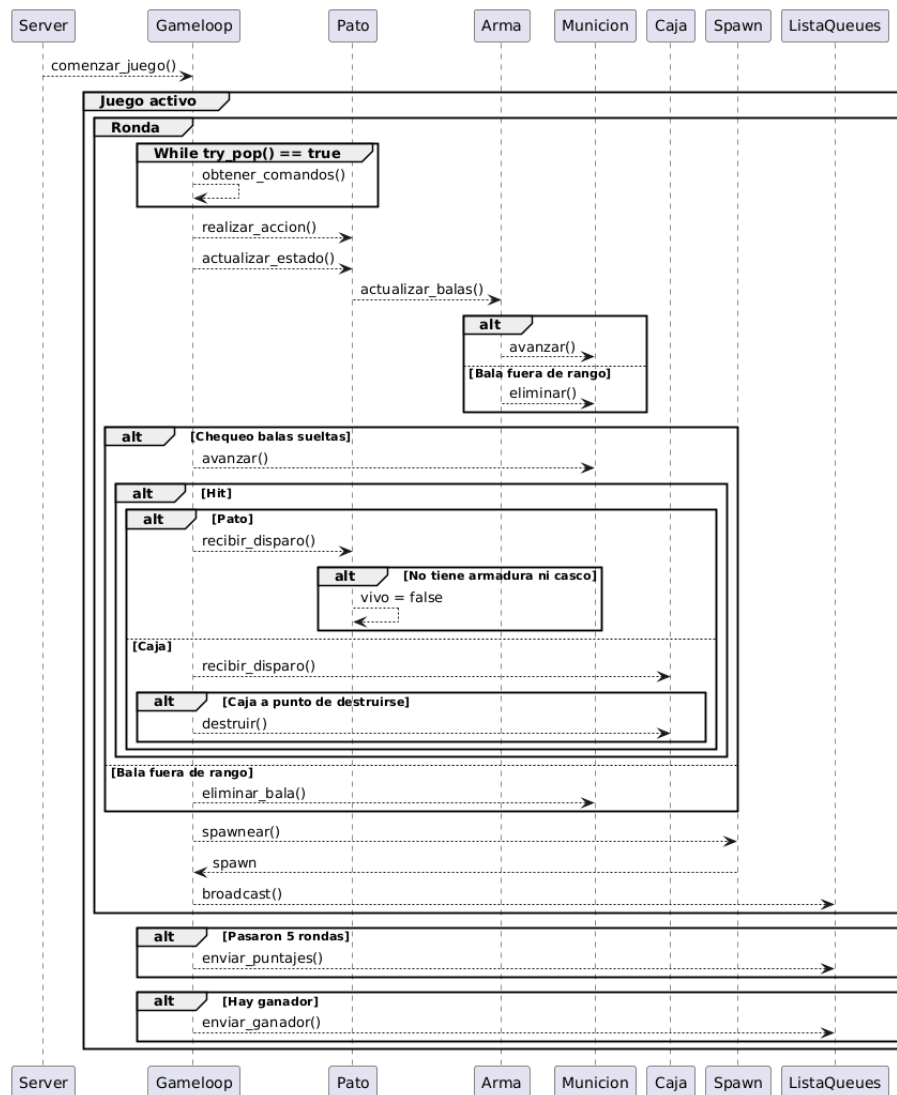 Server Gameloop Pato Arma Municion Caja Spawn ListaQueues
comenzar_juego()
Juego activo
Ronda
While try_pop() == true
obtener_comandos()
realizar_accion()
actualizar_estado()
actualizar_balas()
alt
avanzar()
[Bala fuera de rango]
eliminar()
alt [Chequeo balas sueltas]
avanzar()
alt [Hit]
alt [Pato]
recibir_disparo()
alt [No tiene armadura ni casco]
vivo = false
[Caja]
recibir_disparo()
alt [Caja a punto de destruirse]
destruir()
[Bala fuera de rango]
eliminar_bala()
spawnear()
spawn
broadcast()
alt [Pasaron 5 rondas]
enviar_puntajes()
alt [Hay ganador]
enviar_ganador()
Server Gameloop Pato Arma Municion Caja Spawn ListaQueues